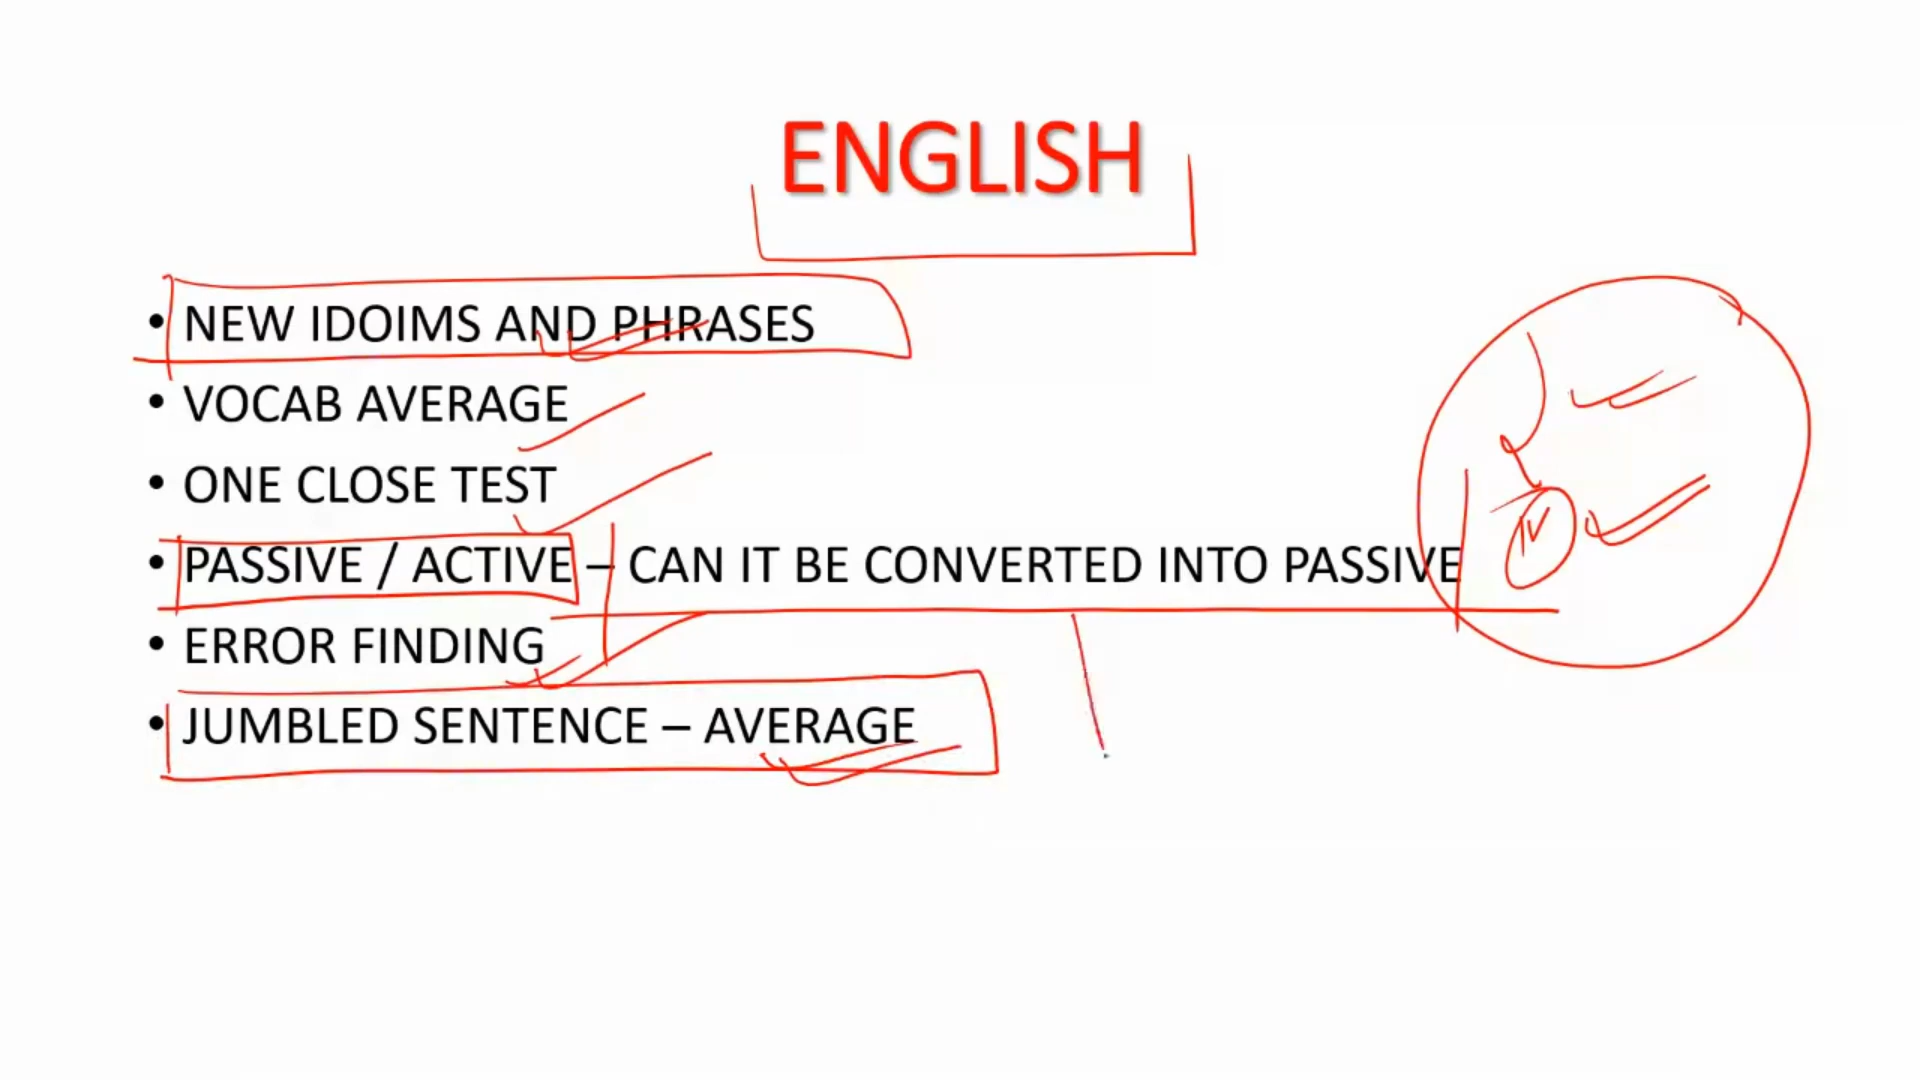 ENGLISH
• NEW IDOIMS AND PHRASES
• VOCAB AVERAGE
• ONE CLOSE TEST
• PASSIVE / ACTIVE – CAN IT BE CONVERTED INTO PASSIVE
• ERROR FINDING
• JUMBLED SENTENCE – AVERAGE